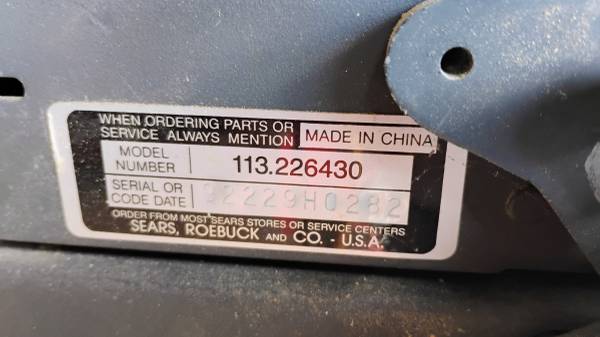 WHEN ORDERING PARTS OR
SERVICE ALWAYS MENTION
MADE IN CHINA
MODEL
NUMBER
113.226430
SERIAL OR
CODE DATE
92229H0282
ORDER FROM MOST SEARS STORES OR SERVICE CENTERS
SEARS, ROEBUCK AND CO. - U.S.A.